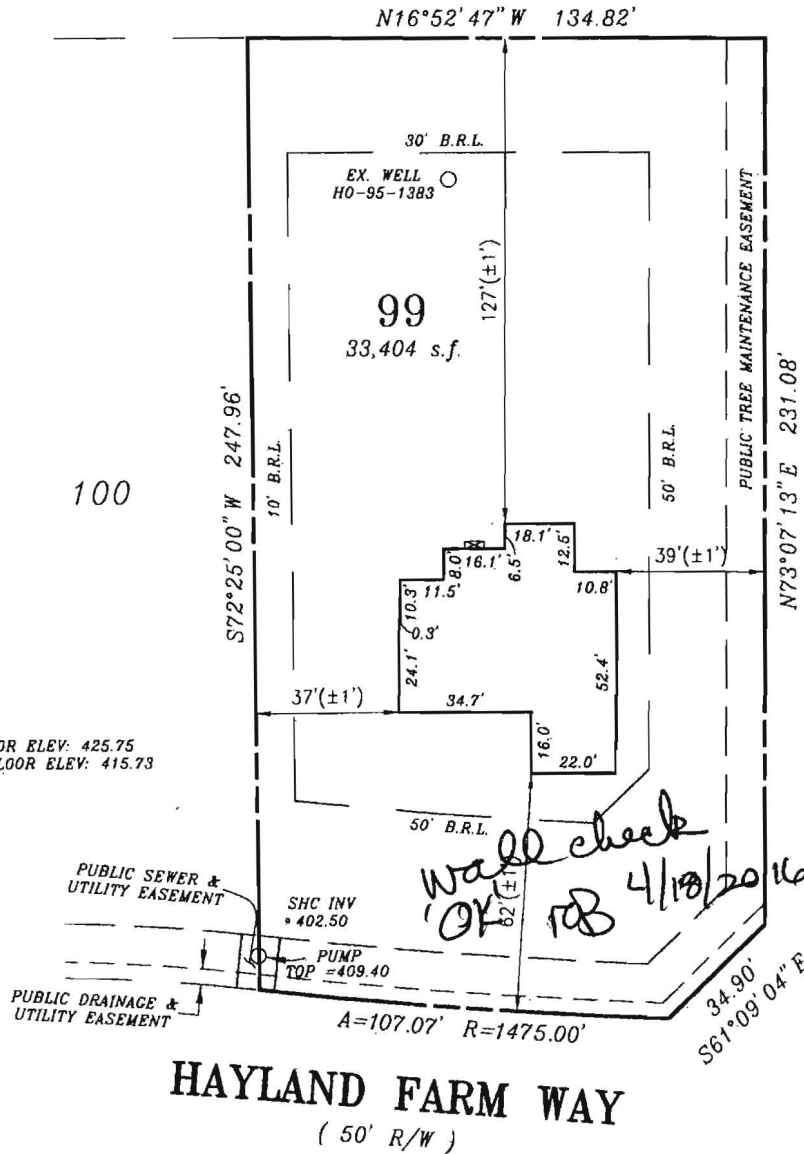 N16°52'47"W 134.82'
30' B.R.L.
EX. WELL
HO-95-1383
127'(±1')
PUBLIC TREE MAINTENANCE EASEMENT
99
33,404 s.f.
S72°25'00"W 247.96'
10' B.R.L.
50' B.R.L.
N73°07'13"E 231.08'
100
18.1'
12.5'
6.5'
16.1'
8.0'
11.5'
10.3'
0.3'
10.8'
39'(±1')
24.1'
52.4'
37'(±1')
34.7'
16.0'
22.0'
OR ELEV: 425.75
LOOR ELEV: 415.73
50' B.R.L.
wall check
'OK' 4/18/2016
62'(±1')
PUBLIC SEWER &
UTILITY EASEMENT
SHC INV
402.50
PUMP
TOP =409.40
PUBLIC DRAINAGE &
UTILITY EASEMENT
A=107.07' R=1475.00'
34.90'
S61°09'04"E
HAYLAND FARM WAY
( 50' R/W )